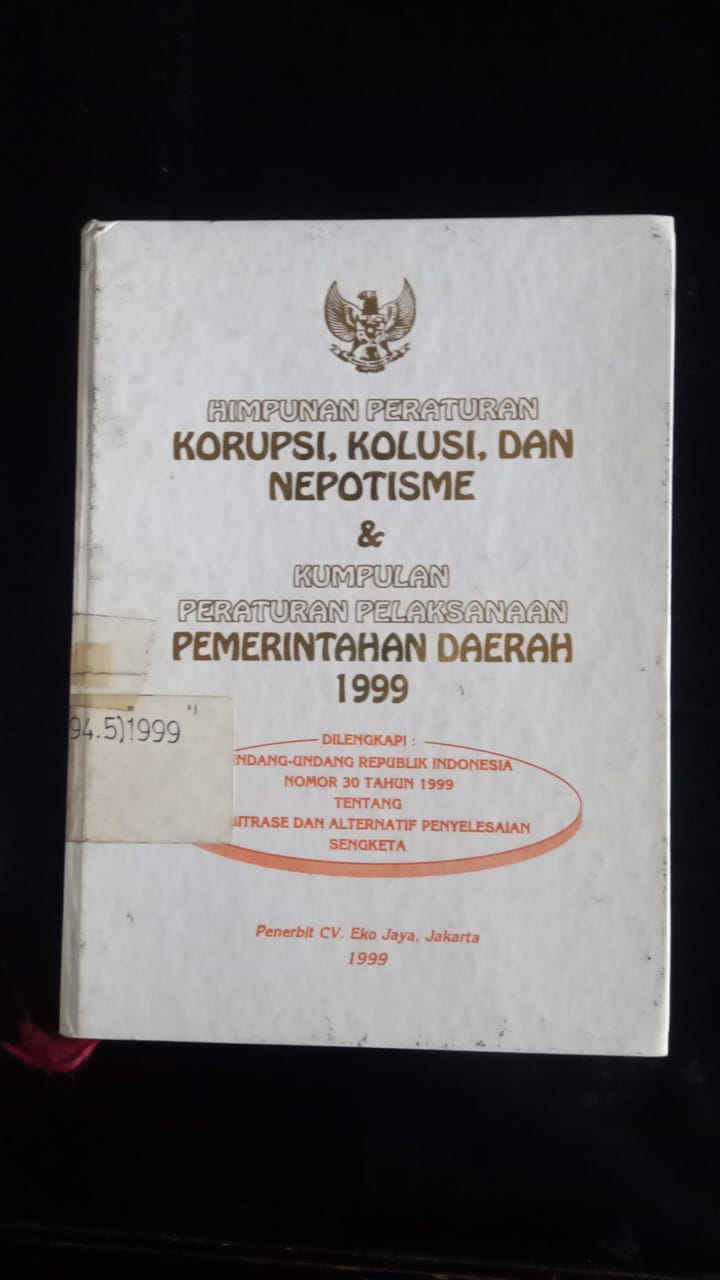 HIMPUNAN PERATURAN
KORUPSI, KOLUSI, DAN
NEPOTISME
&
KUMPULAN
PERATURAN PELAKSANAAN
PEMERINTAHAN DAERAH
1999
94.5)1999
DILENGKAPI :
NDANG-UNDANG REPUBLIK INDONESIA
NOMOR 30 TAHUN 1999
TENTANG
ITRASE DAN ALTERNATIF PENYELESAIAN
SENGKETA
Penerbit CV. Eko Jaya, Jakarta
1999